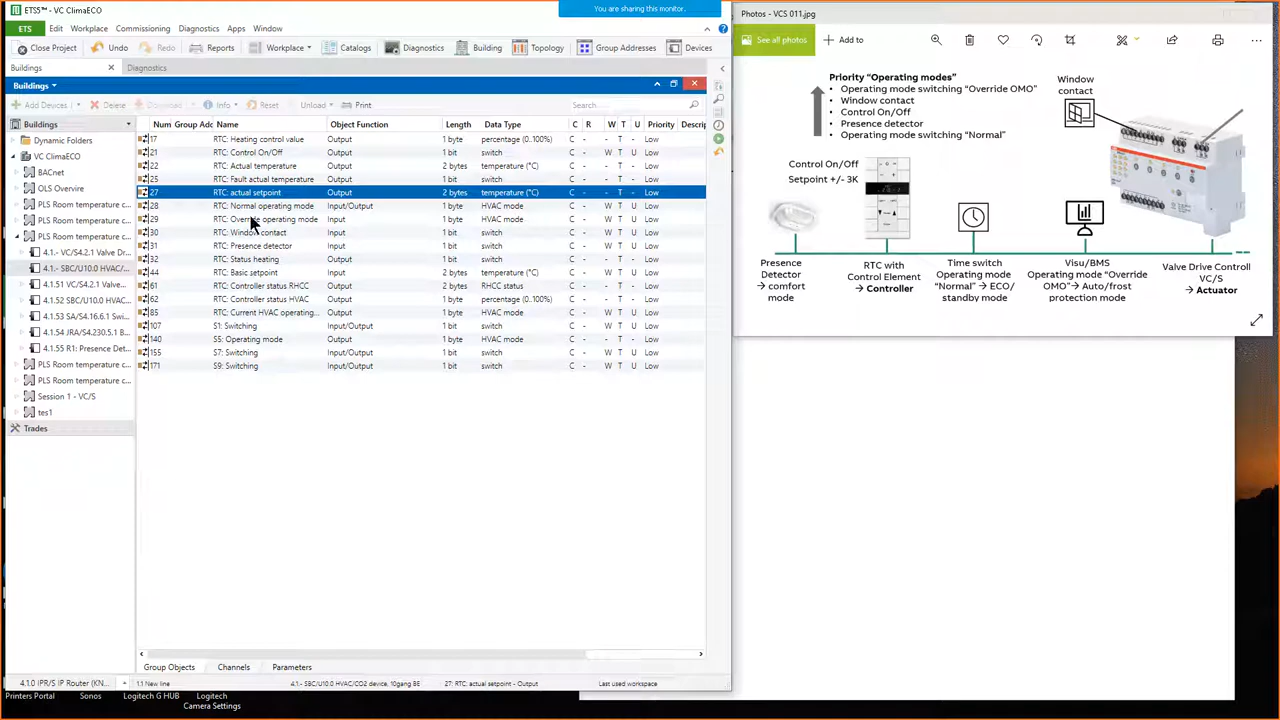 ETS5™ - VC ClimaECO
You are sharing this monitor.
ETS Edit Workplace Commissioning Diagnostics Apps Window
Close Project Undo Redo Reports Workplace Catalogs Diagnostics Building Topology Group Addresses Devices
Buildings Diagnostics
Buildings
Add Devices Delete Download Info Reset Unload Print Search...
Buildings
Dynamic Folders
VC ClimaECO
BACnet
OLS Overvire
PLS Room temperature c...
PLS Room temperature c...
PLS Room temperature c...
4.1.- VC/S4.2.1 Valve Dr...
4.1.- SBC/U10.0 HVAC/...
4.1.51 VC/S4.2.1 Valve...
4.1.52 SBC/U10.0 HVAC...
4.1.53 SA/S4.16.6.1 Swi...
4.1.54 JRA/S4.230.5.1 B...
4.1.55 R1: Presence Det...
PLS Room temperature c...
PLS Room temperature c...
Session 1 - VC/S
tes1
Trades
Num Group Adc Name Object Function Length Data Type C R W T U Priority Descrip
17 RTC: Heating control value Output 1 byte percentage (0..100%) C - - T - Low
21 RTC: Control On/Off Input 1 bit switch C - W T U Low
22 RTC: Actual temperature Output 2 bytes temperature (°C) C - - T - Low
25 RTC: Fault actual temperature Output 1 bit switch C - - T - Low
27 RTC: actual setpoint Output 2 bytes temperature (°C) C - - T - Low
28 RTC: Normal operating mode Input/Output 1 byte HVAC mode C - W T U Low
29 RTC: Override operating mode Input 1 byte HVAC mode C - W T U Low
30 RTC: Window contact Input 1 bit switch C - W T U Low
31 RTC: Presence detector Input 1 bit switch C - W T U Low
32 RTC: Status heating Output 1 bit switch C - - T - Low
44 RTC: Basic setpoint Input 2 bytes temperature (°C) C - W T U Low
61 RTC: Controller status RHCC Output 2 bytes RHCC status C - - T - Low
62 RTC: Controller status HVAC Output 1 byte percentage (0..100%) C - - T - Low
85 RTC: Current HVAC operating... Output 1 byte HVAC mode C - - T - Low
107 S1: Switching Input/Output 1 bit switch C - W T U Low
140 S5: Operating mode Output 1 byte HVAC mode C - - T - Low
155 S7: Switching Input/Output 1 bit switch C - W T U Low
171 S9: Switching Input/Output 1 bit switch C - W T U Low
Group Objects Channels Parameters
4.1.0 IPR/S IP Router (KN... 1.1 New line 4.1.- SBC/U10.0 HVAC/CO2 device, 10gang BE 27: RTC: actual setpoint - Output Last used workspace
Printers Portal Sonos Logitech G HUB Logitech
Camera Settings
Photos - VCS 011.jpg
See all photos Add to
Priority “Operating modes”
• Operating mode switching “Override OMO”
• Window contact
• Control On/Off
• Presence detector
• Operating mode switching “Normal”
Window
contact
Control On/Off
Setpoint +/- 3K
Presence
Detector
→ comfort
mode
RTC with
Control Element
→ Controller
Time switch
Operating mode
“Normal” → ECO/
standby mode
Visu/BMS
Operating mode “Override
OMO”→ Auto/frost
protection mode
Valve Drive Controll
VC/S
→ Actuator